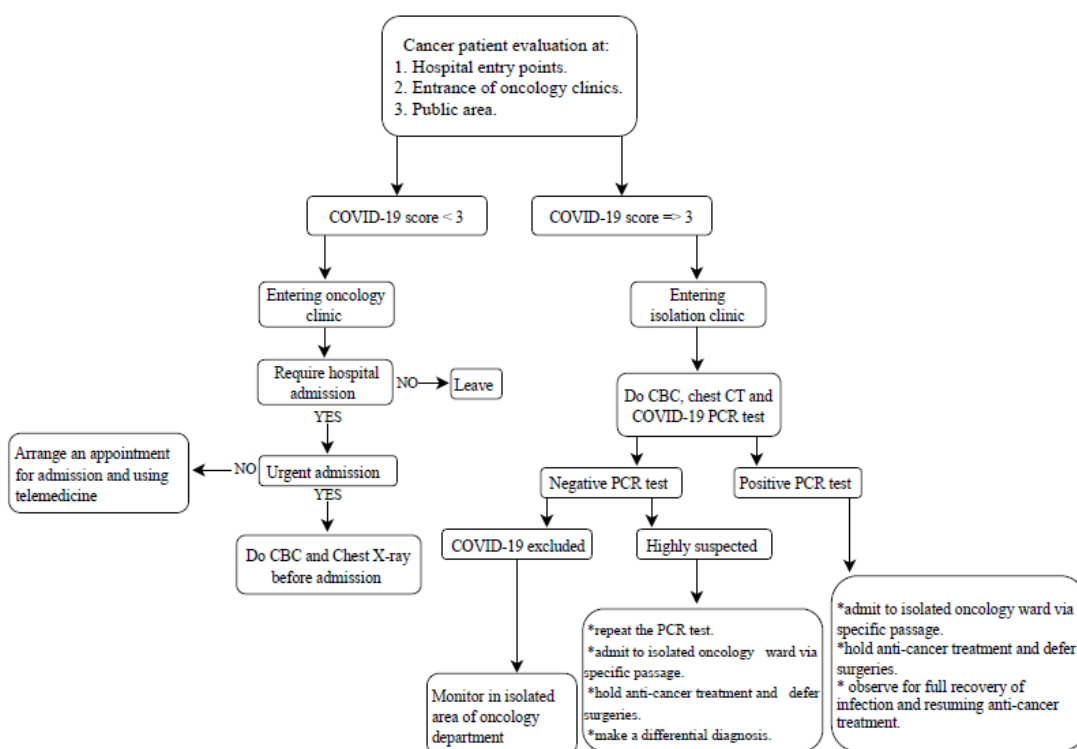 Cancer patient evaluation at:
1. Hospital entry points.
2. Entrance of oncology clinics.
3. Public area.
COVID-19 score < 3
COVID-19 score => 3
Entering oncology
clinic
Entering
isolation clinic
Require hospital
admission
NO
Leave
YES
Do CBC, chest CT and
COVID-19 PCR test
Arrange an appointment
for admission and using
telemedicine
NO
Urgent admission
YES
Negative PCR test
Positive PCR test
Do CBC and Chest X-ray
before admission
COVID-19 excluded
Highly suspected
Monitor in isolated
area of oncology
department
*repeat the PCR test.
*admit to isolated oncology ward via
specific passage.
*hold anti-cancer treatment and defer
surgeries.
*make a differential diagnosis.
*admit to isolated oncology ward via
specific passage.
*hold anti-cancer treatment and defer
surgeries.
* observe for full recovery of
infection and resuming anti-cancer
treatment.